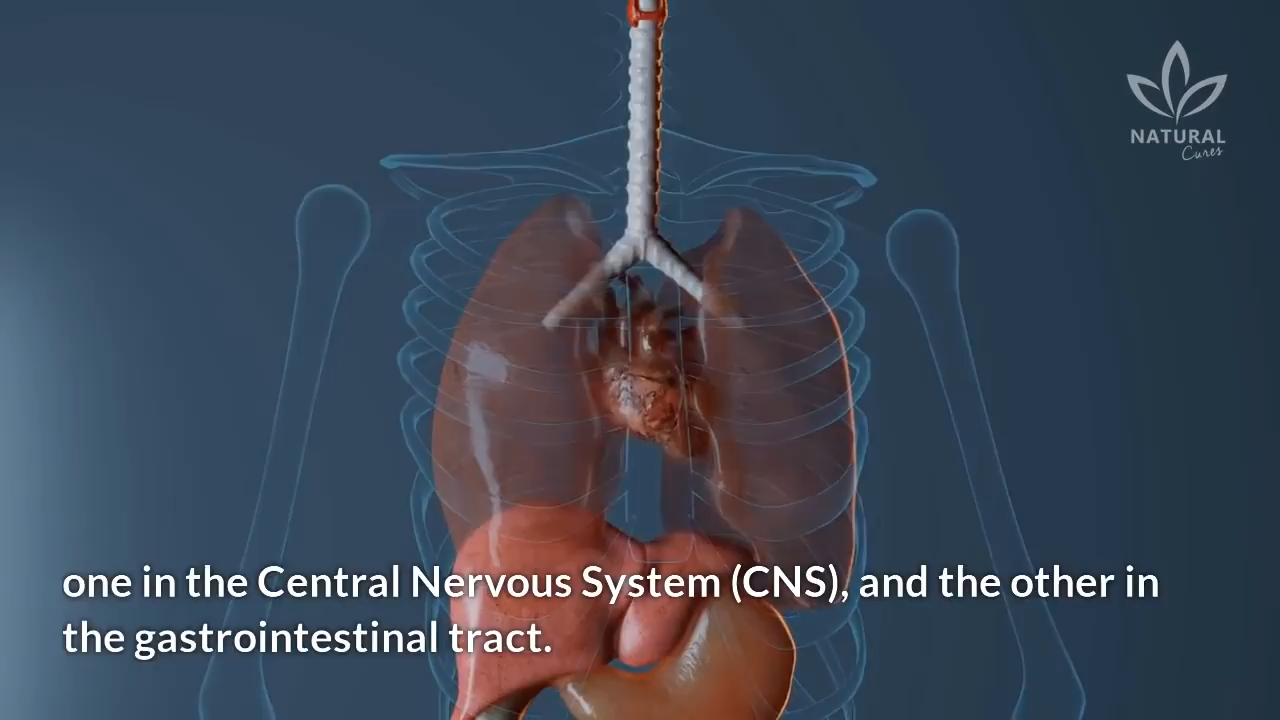 NATURAL
Cures
one in the Central Nervous System (CNS), and the other in
the gastrointestinal tract.